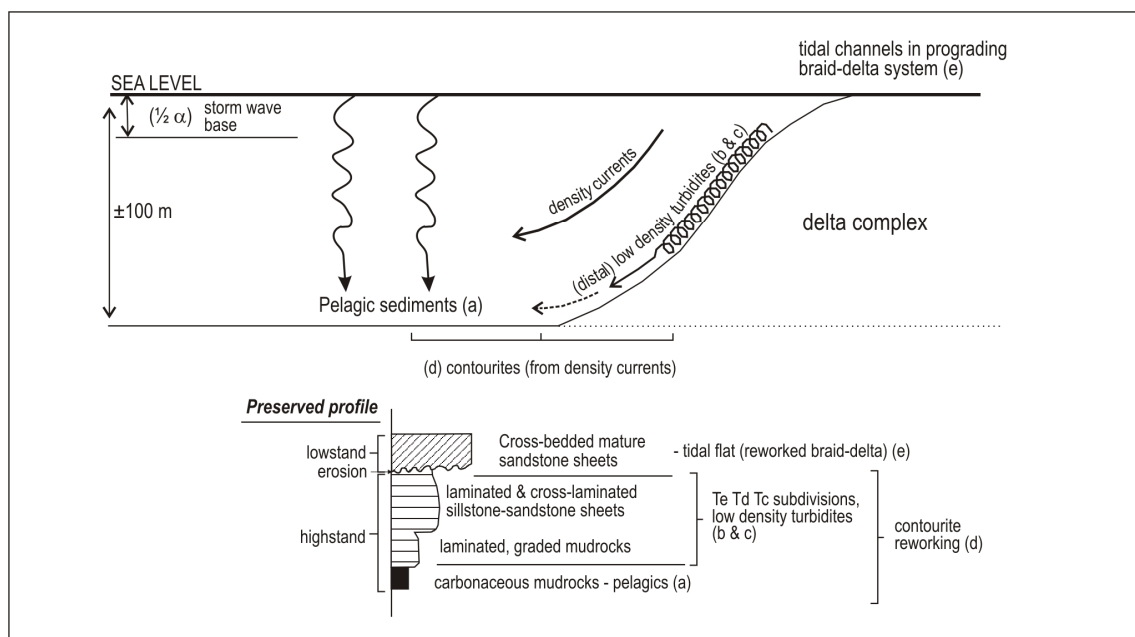 tidal channels in prograding
braid-delta system (e)
SEA LEVEL
(½ α)
storm wave
base
±100 m
density currents
(distal) low density turbidites (b & c)
delta complex
Pelagic sediments (a)
(d) contourites (from density currents)
Preserved profile
lowstand
erosion
highstand
Cross-bedded mature
sandstone sheets
- tidal flat (reworked braid-delta) (e)
laminated & cross-laminated
sillstone-sandstone sheets
laminated, graded mudrocks
carbonaceous mudrocks - pelagics (a)
Te Td Tc subdivisions,
low density turbidites
(b & c)
contourite
reworking (d)